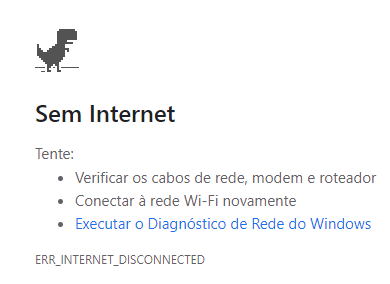 Sem Internet
Tente:
• Verificar os cabos de rede, modem e roteador
• Conectar à rede Wi-Fi novamente
• Executar o Diagnóstico de Rede do Windows
ERR_INTERNET_DISCONNECTED